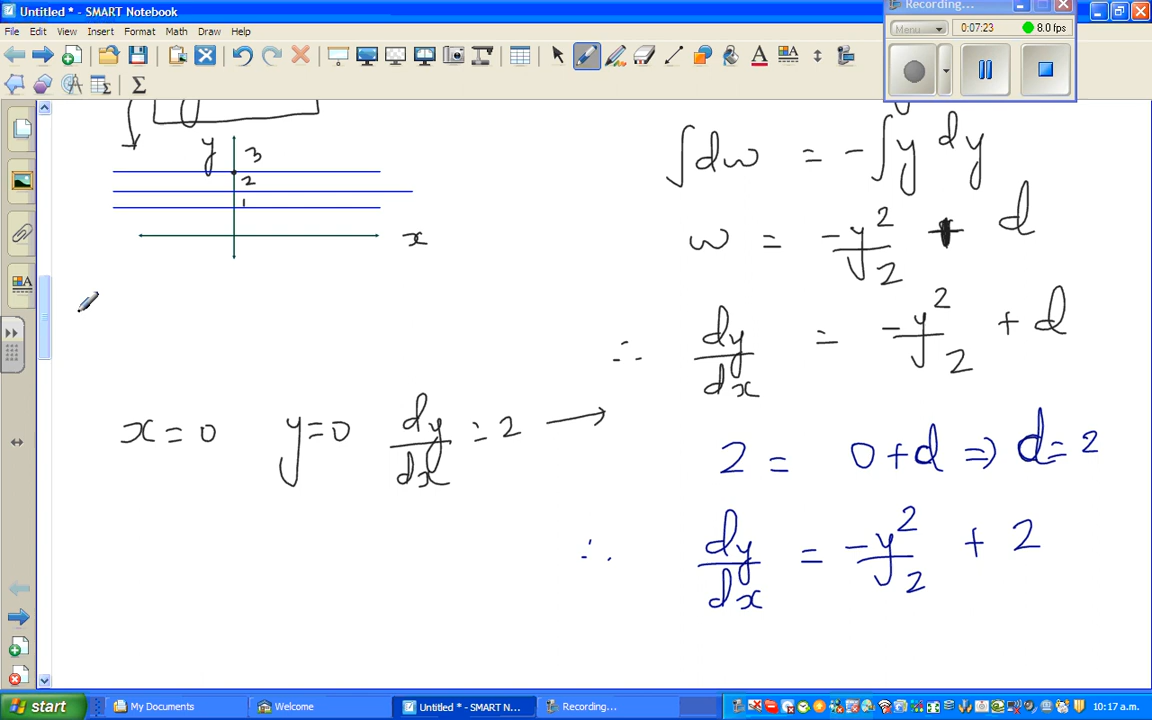 Untitled * - SMART Notebook
Recording...
File Edit View Insert Format Math Draw Help
Menu 0:07:23 8.0 fps
y 3
2
1
x
∫dw = -∫y dy
w = -y²/2 + d
∴ dy/dx = -y²/2 + d
x = 0 y = 0 dy/dx = 2 →
2 = 0 + d ⇒ d = 2
∴ dy/dx = -y²/2 + 2
start My Documents Welcome Untitled * - SMART N... Recording... 10:17 a.m.